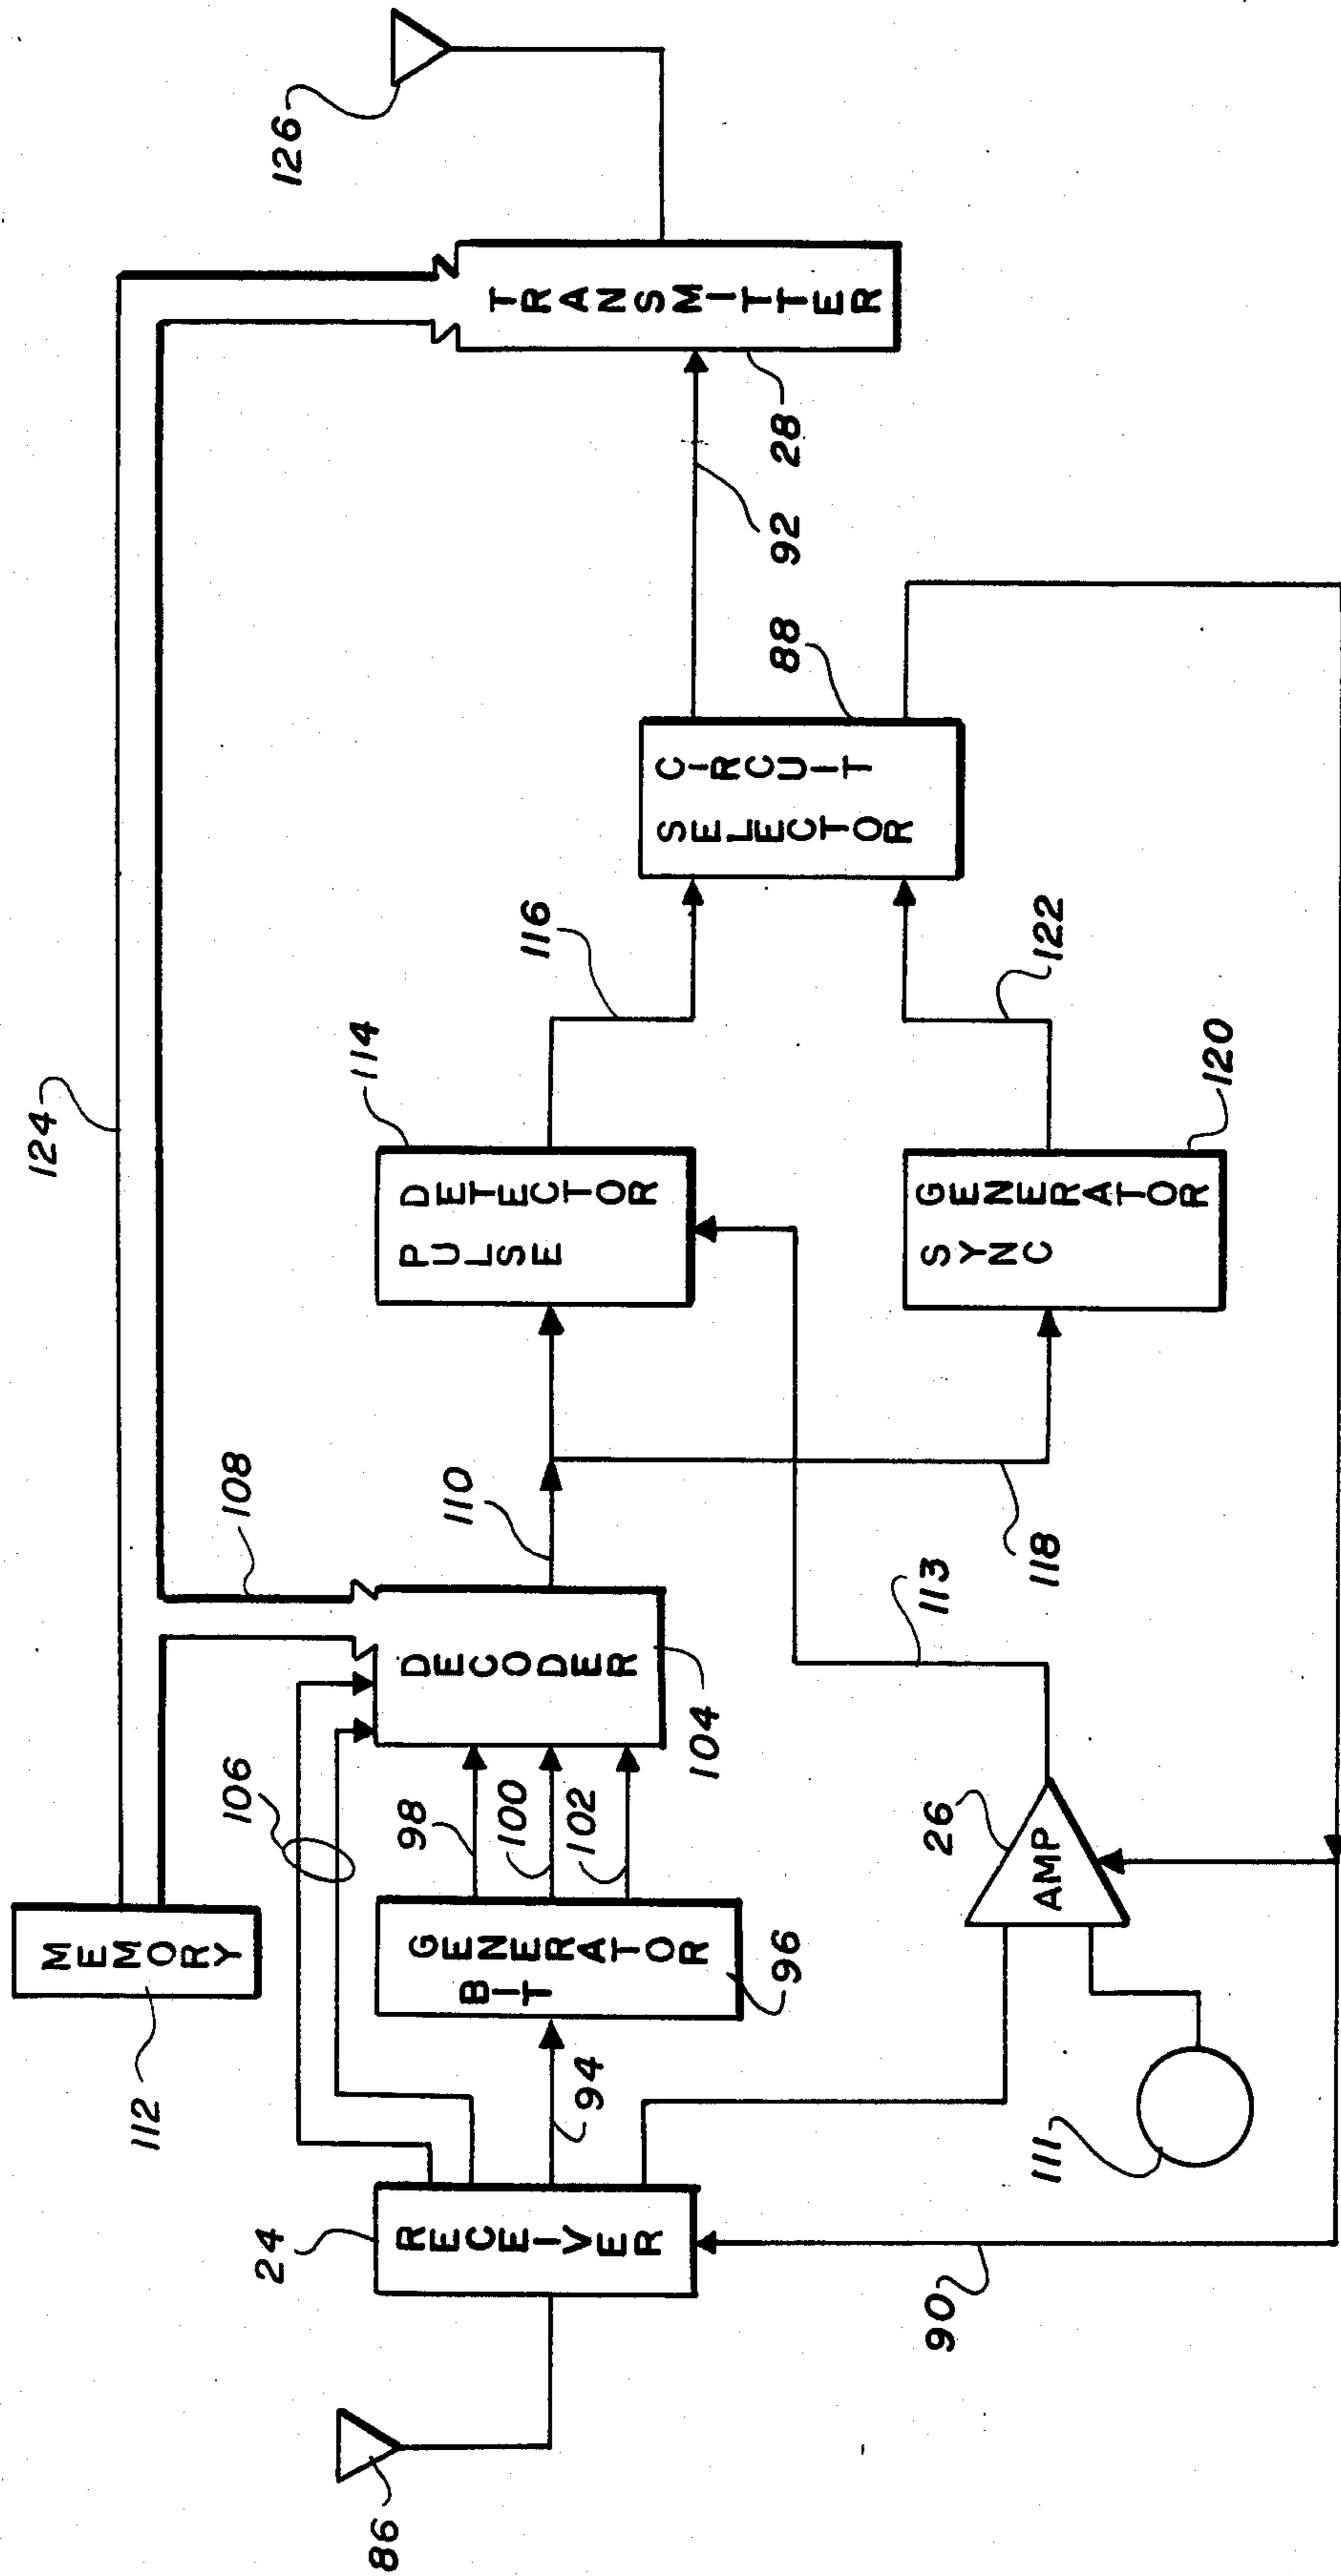 126
TRANSMITTER
28
92
88
CIRCUIT
SELECTOR
116
122
124
114
DETECTOR
PULSE
120
GENERATOR
SYNC
108
110
118
113
DECODER
104
106
98
100
102
26
AMP
MEMORY
112
GENERATOR
BIT
96
94
111
24
RECEIVER
90
86